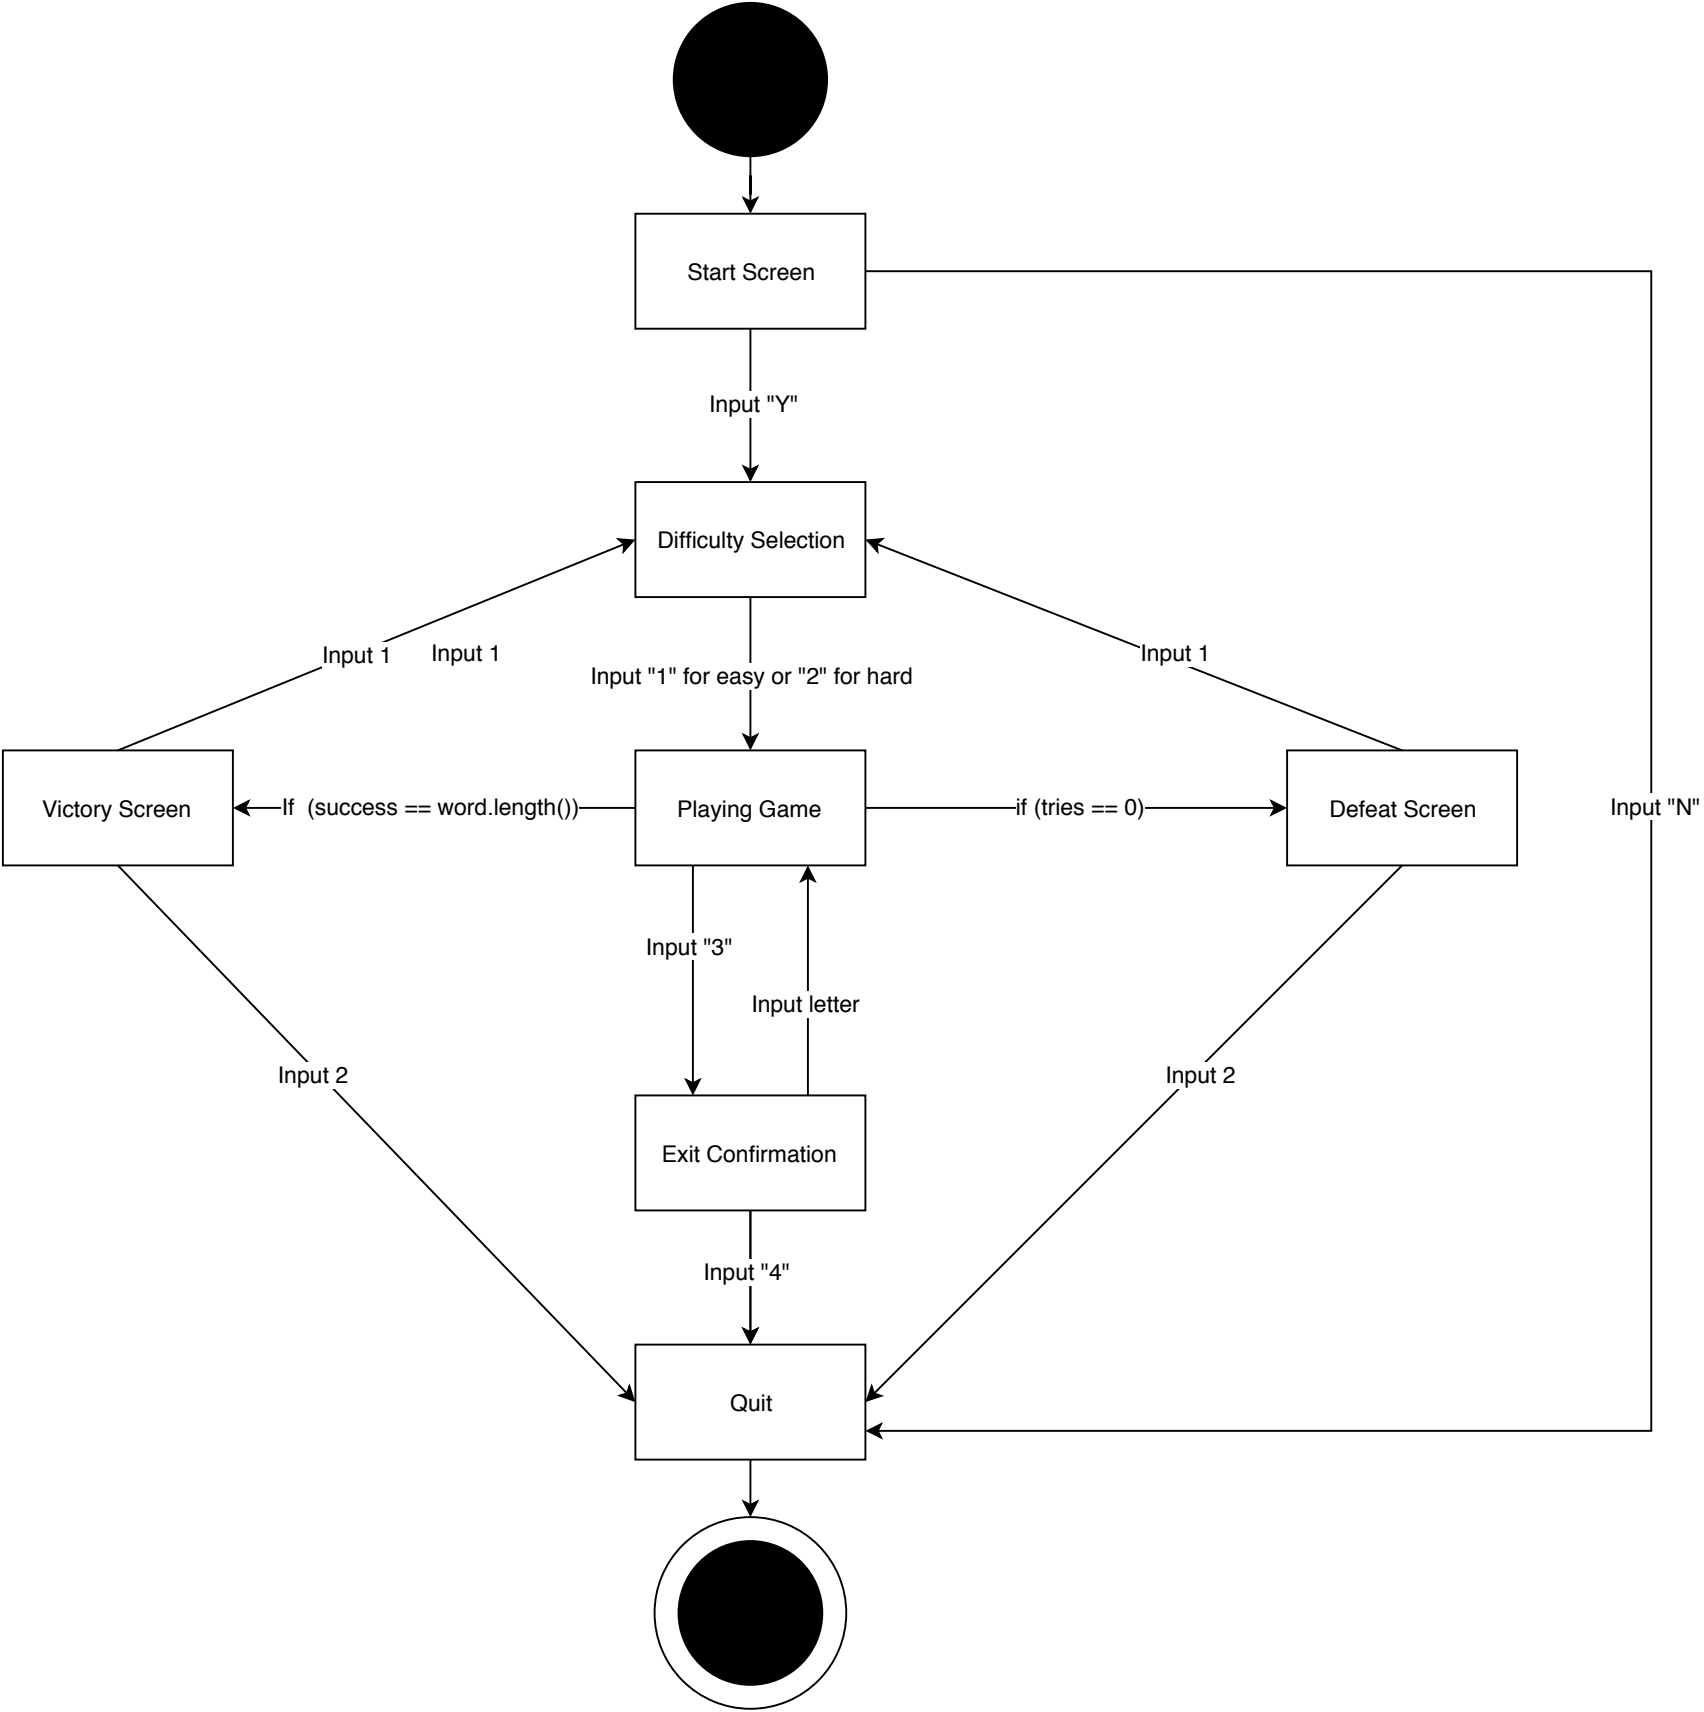 Start Screen
Input "Y"
Difficulty Selection
Input 1
Input 1
Input 1
Input "1" for easy or "2" for hard
Victory Screen
If  (success == word.length())
Playing Game
if (tries == 0)
Defeat Screen
Input "N"
Input "3"
Input letter
Input 2
Input 2
Exit Confirmation
Input "4"
Quit